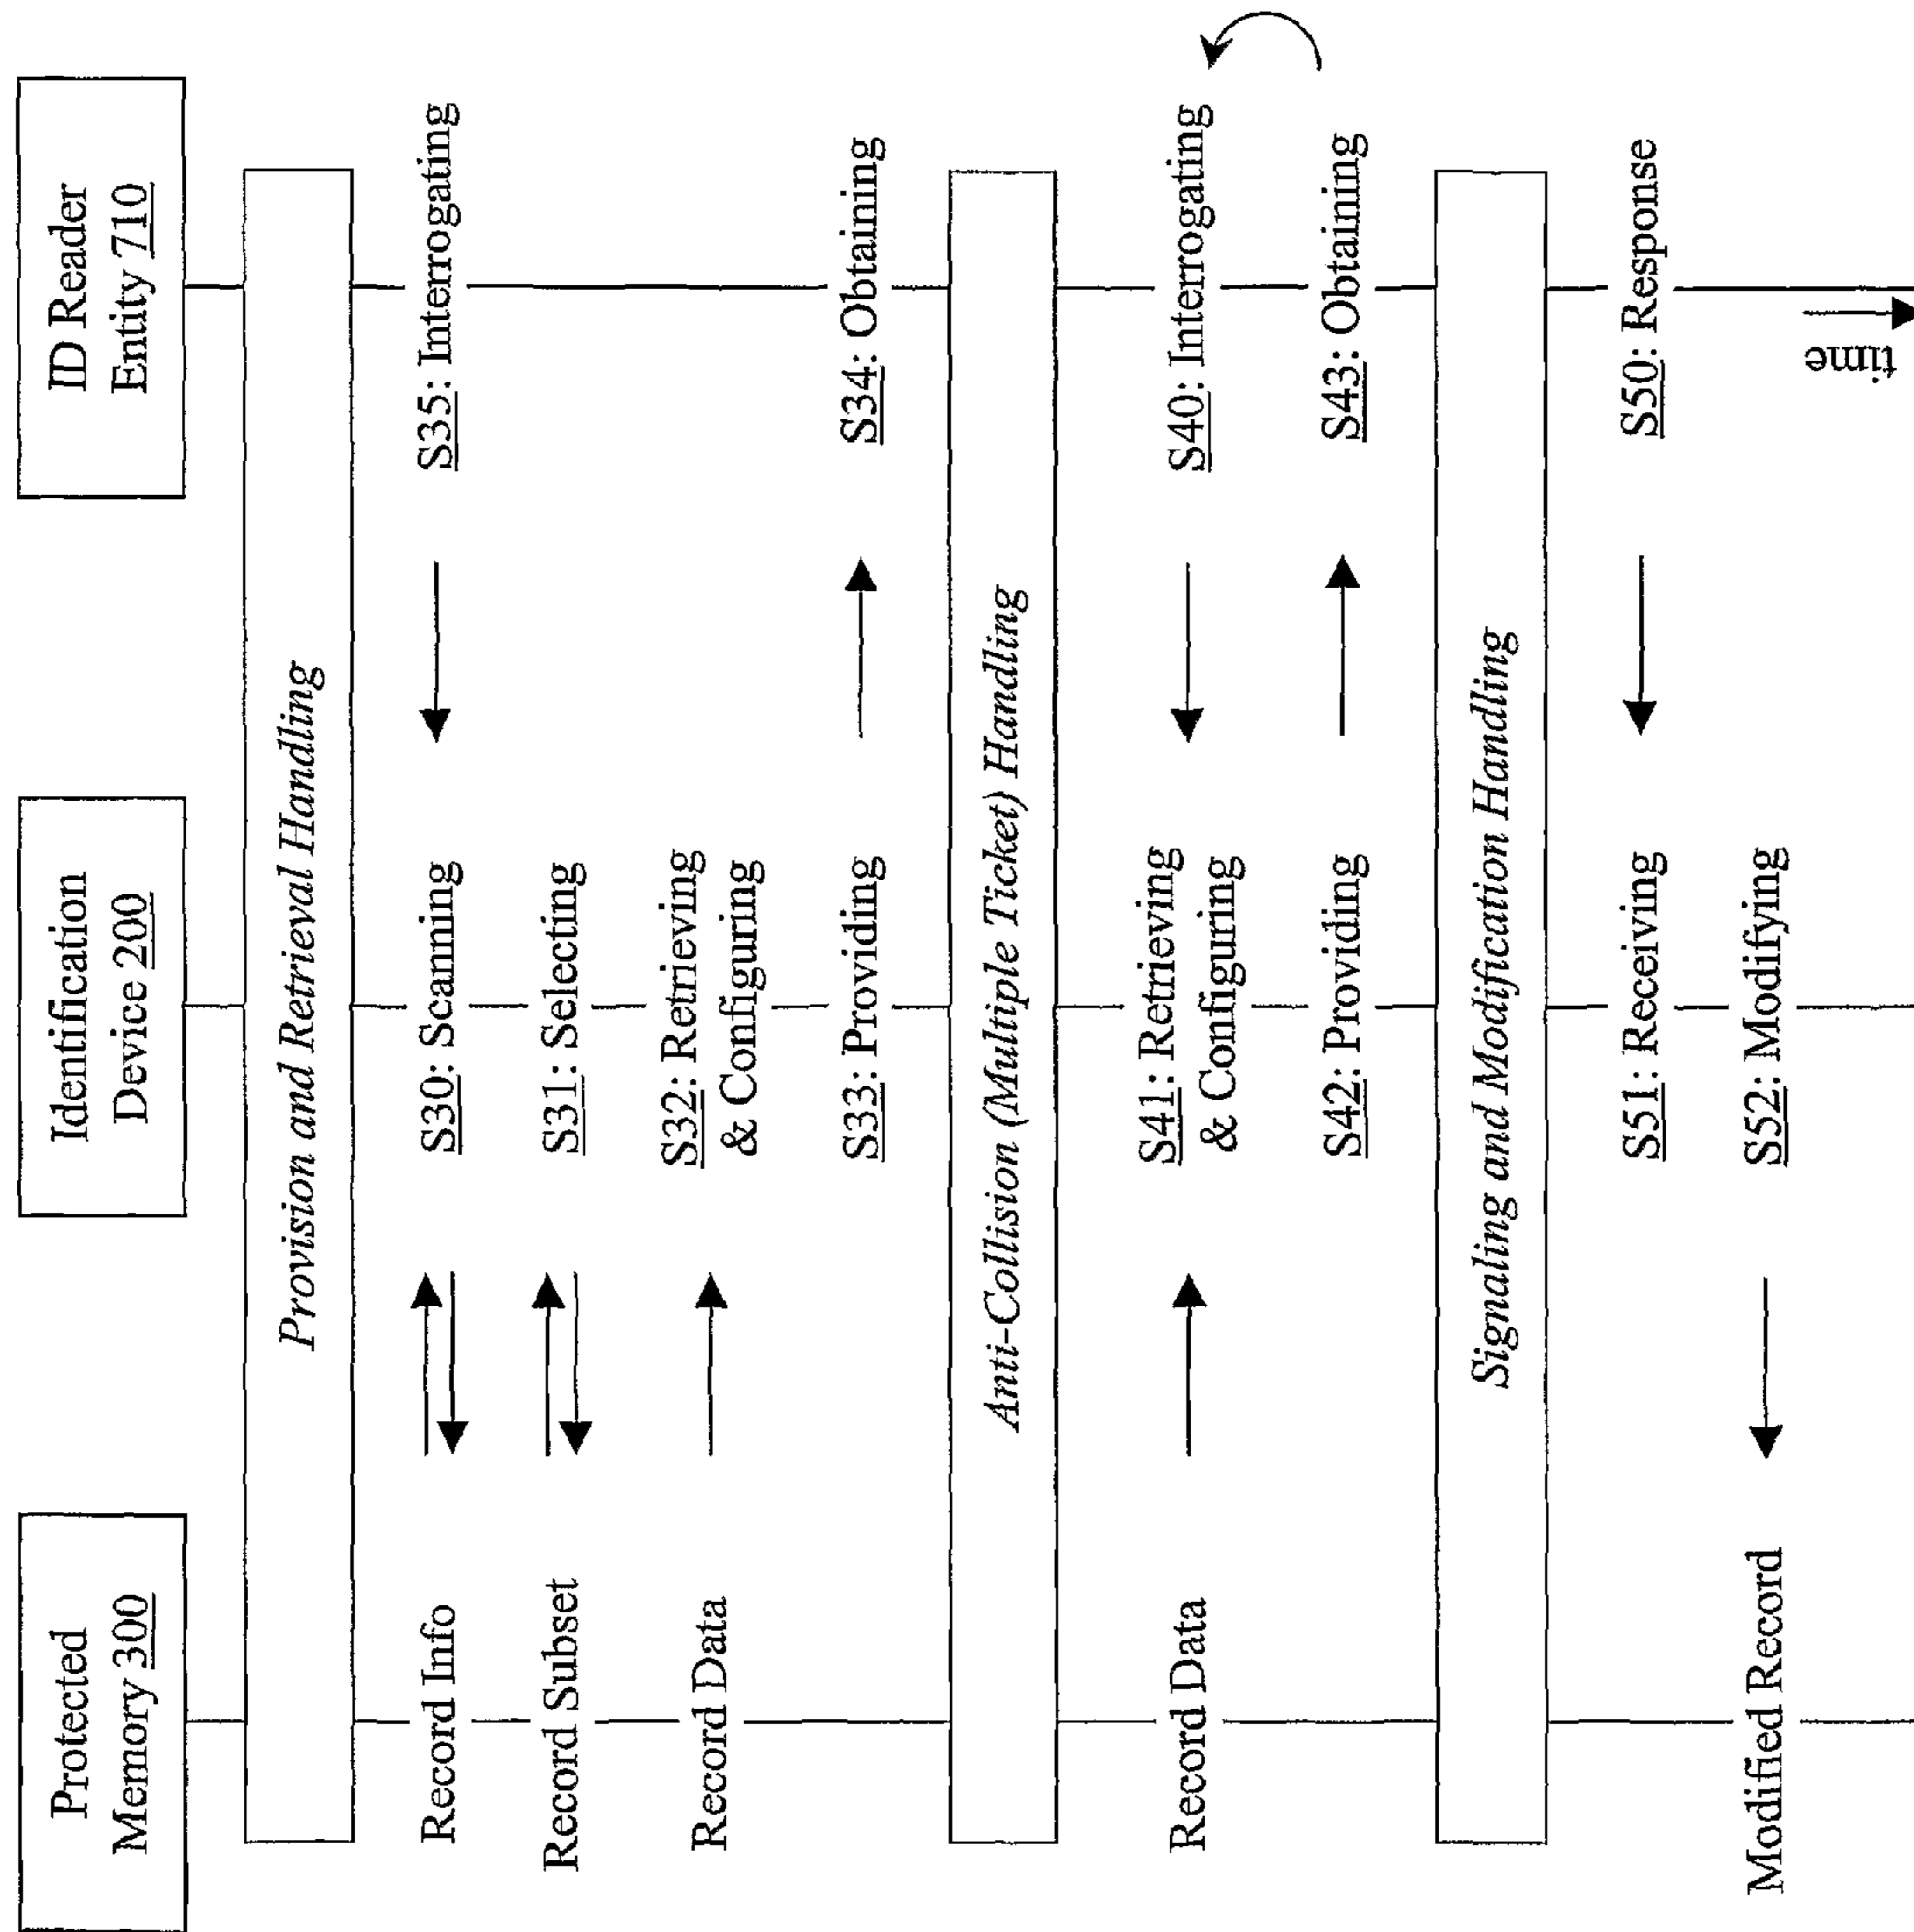 Protected
Memory 300
Identification
Device 200
ID Reader
Entity 710
Provision and Retrieval Handling
Record Info
S30: Scanning
S35: Interrogating
Record Subset
S31: Selecting
Record Data
S32: Retrieving
& Configuring
S33: Providing
S34: Obtaining
Anti-Collision (Multiple Ticket) Handling
Record Data
S41: Retrieving
& Configuring
S40: Interrogating
S42: Providing
S43: Obtaining
Signaling and Modification Handling
S51: Receiving
S50: Response
Modified Record
S52: Modifying
time